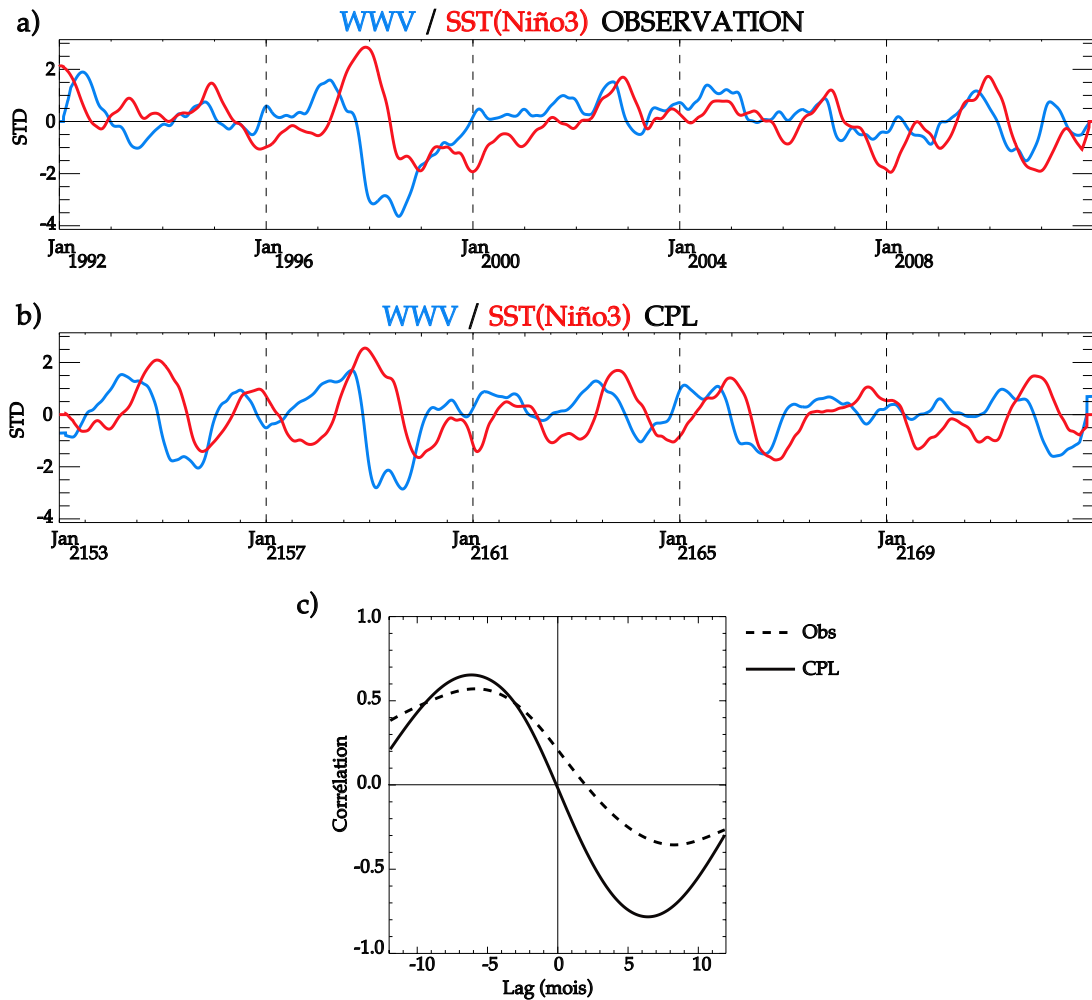 a)
WWV / SST(Niño3) OBSERVATION
STD
2
0
-2
-4
Jan 1992
Jan 1996
Jan 2000
Jan 2004
Jan 2008
b)
WWV / SST(Niño3) CPL
STD
2
0
-2
-4
Jan 2153
Jan 2157
Jan 2161
Jan 2165
Jan 2169
c)
Corrélation
1.0
0.5
0.0
-0.5
-1.0
-10 -5 0 5 10
Lag (mois)
Obs
CPL